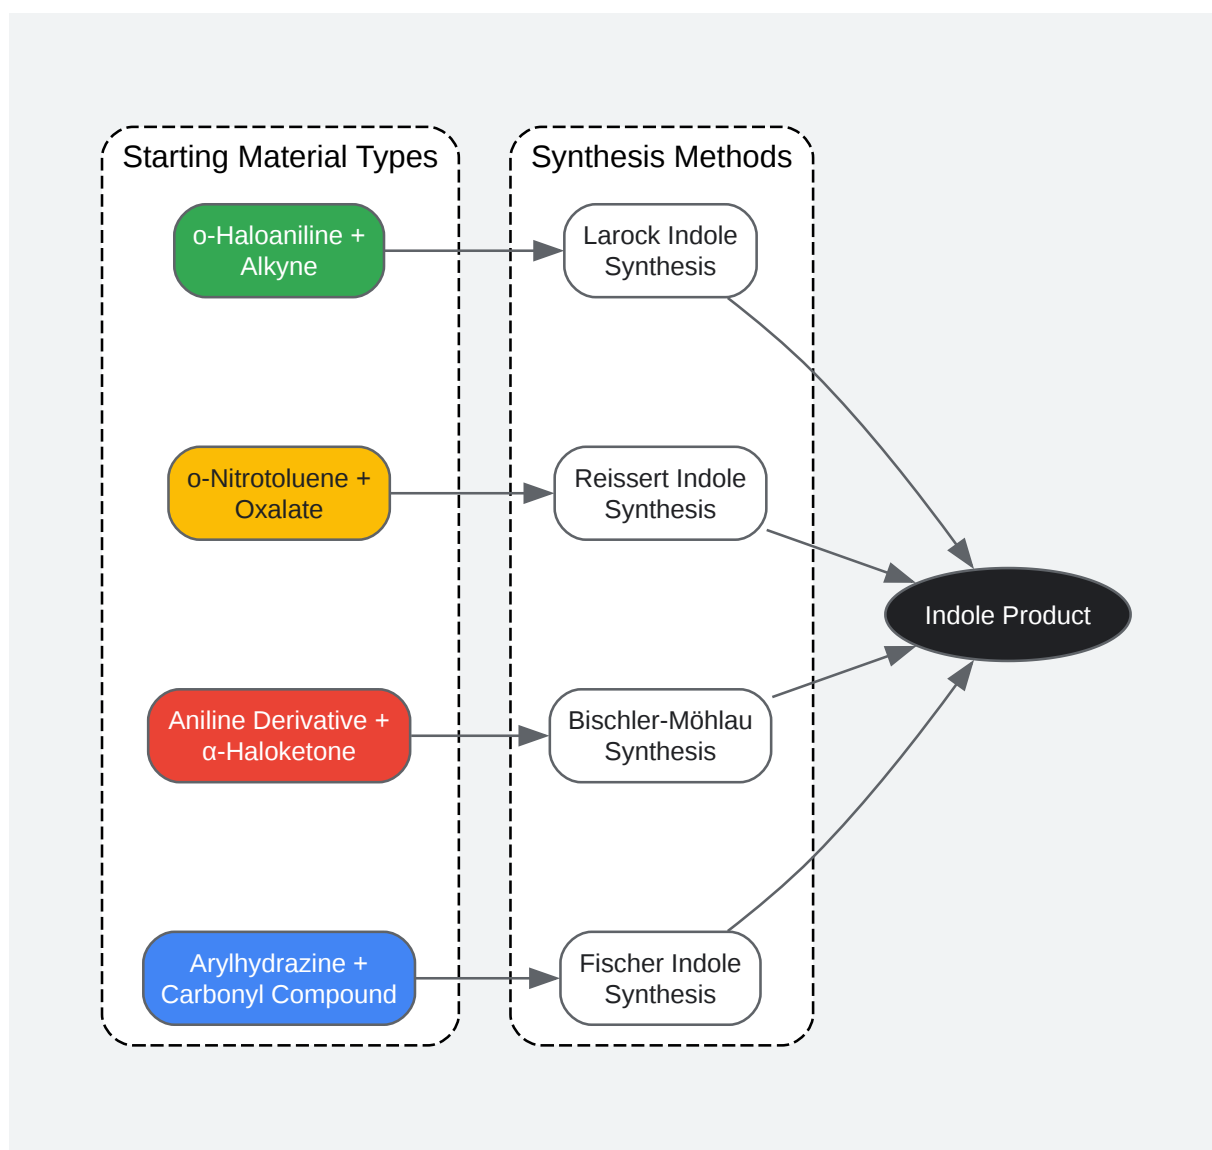 Starting Material Types
Synthesis Methods
o-Haloaniline +
Alkyne
Larock Indole
Synthesis
o-Nitrotoluene +
Oxalate
Reissert Indole
Synthesis
Indole Product
Aniline Derivative +
α-Haloketone
Bischler-Möhlau
Synthesis
Arylhydrazine +
Carbonyl Compound
Fischer Indole
Synthesis